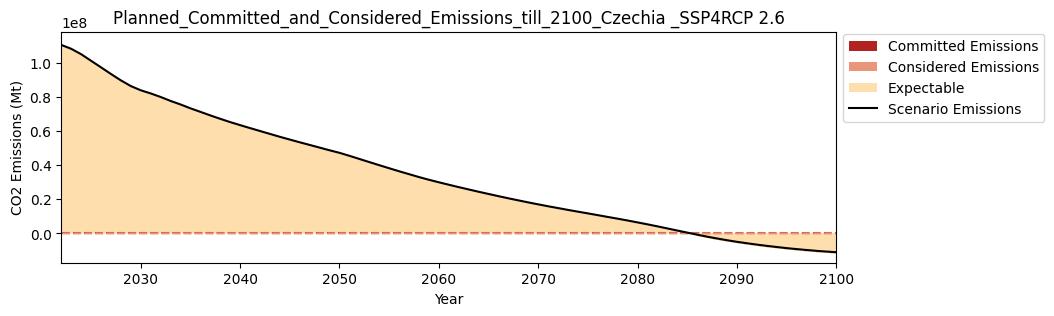 Planned_Committed_and_Considered_Emissions_till_2100_Czechia _SSP4RCP 2.6
1e8
Committed Emissions
Considered Emissions
Expectable
Scenario Emissions
CO2 Emissions (Mt)
1.0
0.8
0.6
0.4
0.2
0.0
2030 2040 2050 2060 2070 2080 2090 2100
Year